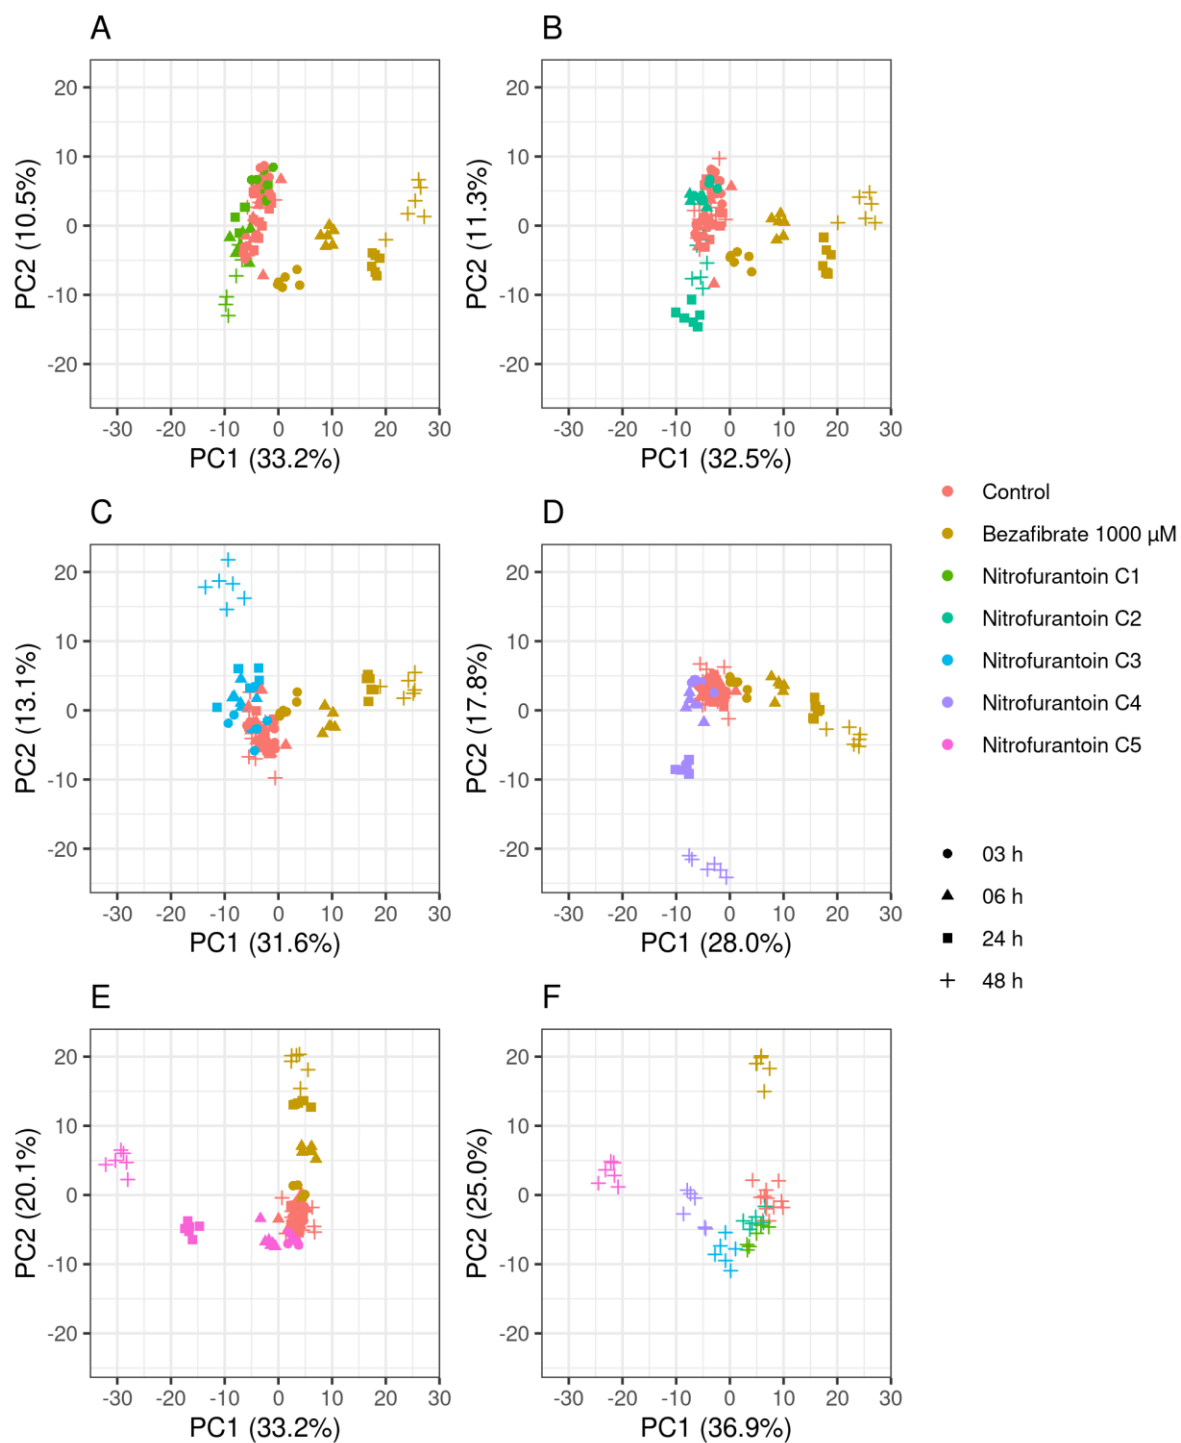 A
B
20
10
0
-10
-20
PC2 (10.5%)
-30 -20 -10 0 10 20 30
PC1 (33.2%)
20
10
0
-10
-20
PC2 (11.3%)
-30 -20 -10 0 10 20 30
PC1 (32.5%)
C
D
20
10
0
-10
-20
PC2 (13.1%)
-30 -20 -10 0 10 20 30
PC1 (31.6%)
20
10
0
-10
-20
PC2 (17.8%)
-30 -20 -10 0 10 20 30
PC1 (28.0%)
Control
Bezafibrate 1000 µM
Nitrofurantoin C1
Nitrofurantoin C2
Nitrofurantoin C3
Nitrofurantoin C4
Nitrofurantoin C5
03 h
06 h
24 h
48 h
E
F
20
10
0
-10
-20
PC2 (20.1%)
-30 -20 -10 0 10 20 30
PC1 (33.2%)
20
10
0
-10
-20
PC2 (25.0%)
-30 -20 -10 0 10 20 30
PC1 (36.9%)